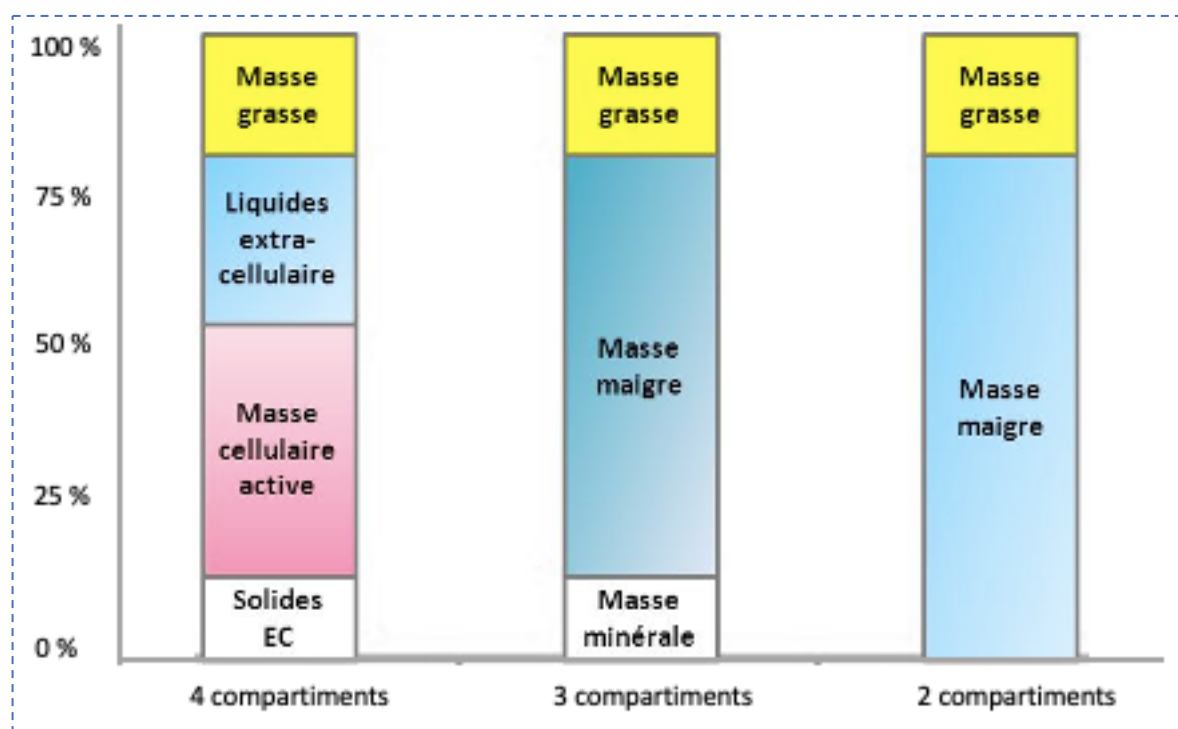 100 %
75 %
50 %
25 %
0 %
Masse
grasse
Liquides
extra-
cellulaire
Masse
cellulaire
active
Solides
EC
Masse
grasse
Masse
maigre
Masse
minérale
Masse
grasse
Masse
maigre
4 compartiments
3 compartiments
2 compartiments